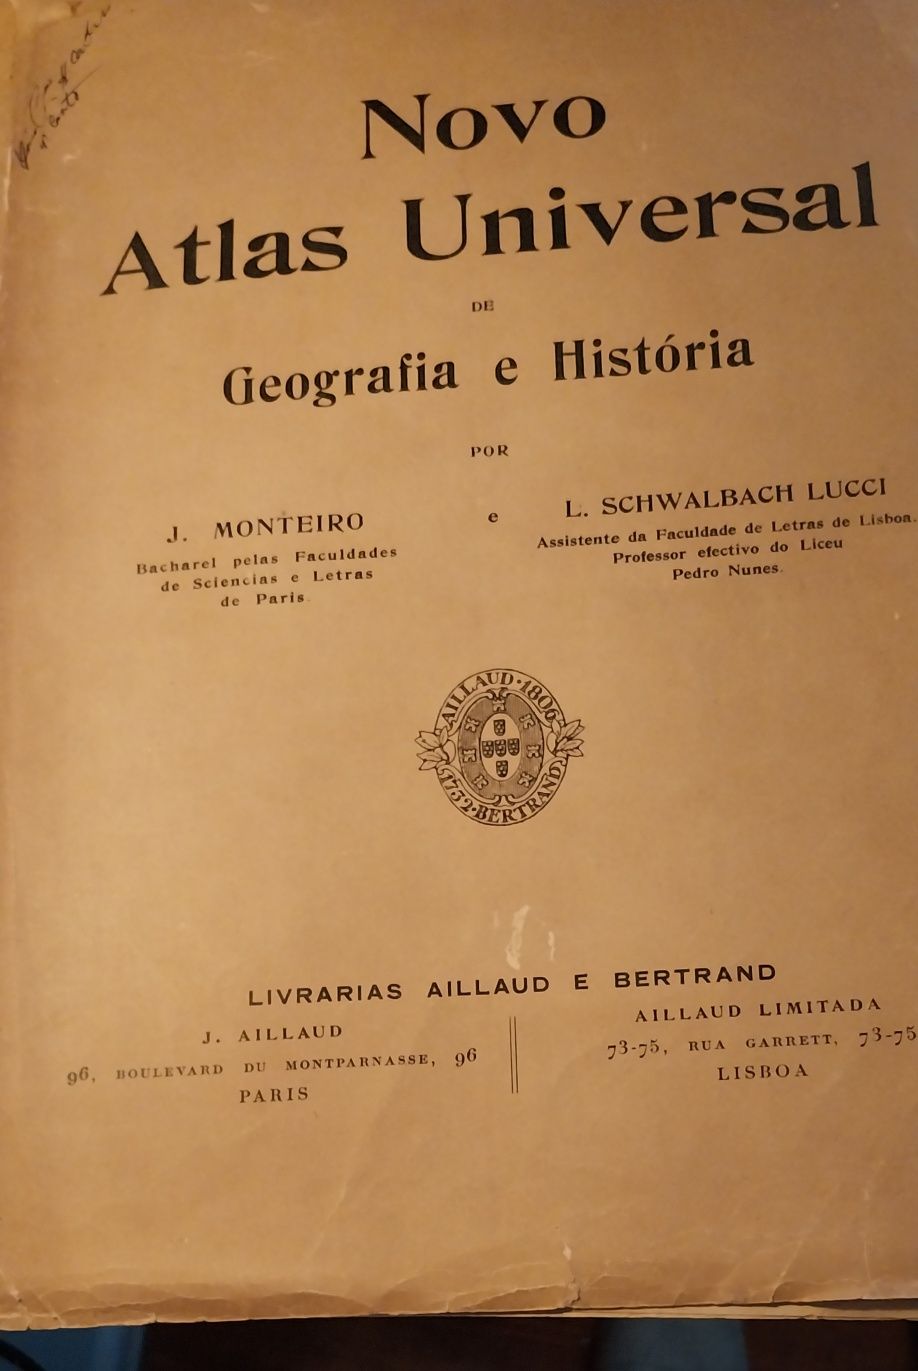 Novo
Atlas Universal
DE
Geografia e História
POR
J. MONTEIRO
Bacharel pelas Faculdades
de Sciencias e Letras
de Paris.
e
L. SCHWALBACH LUCCI
Assistente da Faculdade de Letras de Lisboa.
Professor efectivo do Liceu
Pedro Nunes.
AILLAUD · 1806
1732 · BERTRAND
LIVRARIAS AILLAUD E BERTRAND
J. AILLAUD
96, BOULEVARD DU MONTPARNASSE, 96
PARIS
AILLAUD LIMITADA
73-75, RUA GARRETT, 73-75
LISBOA